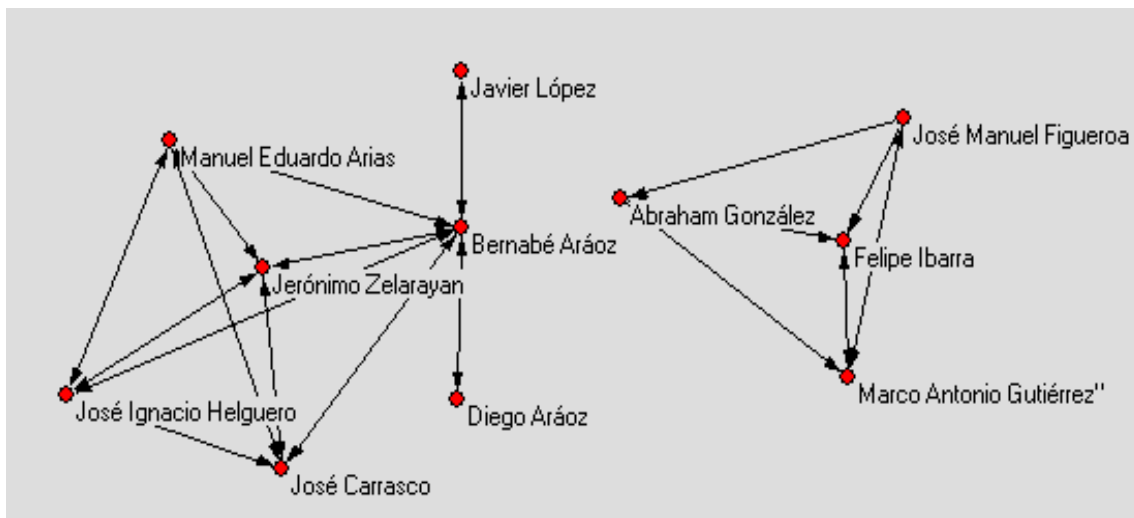 Javier López
José Manuel Figueroa
Manuel Eduardo Arias
Abraham González
Bernabé Aráoz
Felipe Ibarra
Jerónimo Zelarayan
Marco Antonio Gutiérrez"
José Ignacio Helguero
Diego Aráoz
José Carrasco